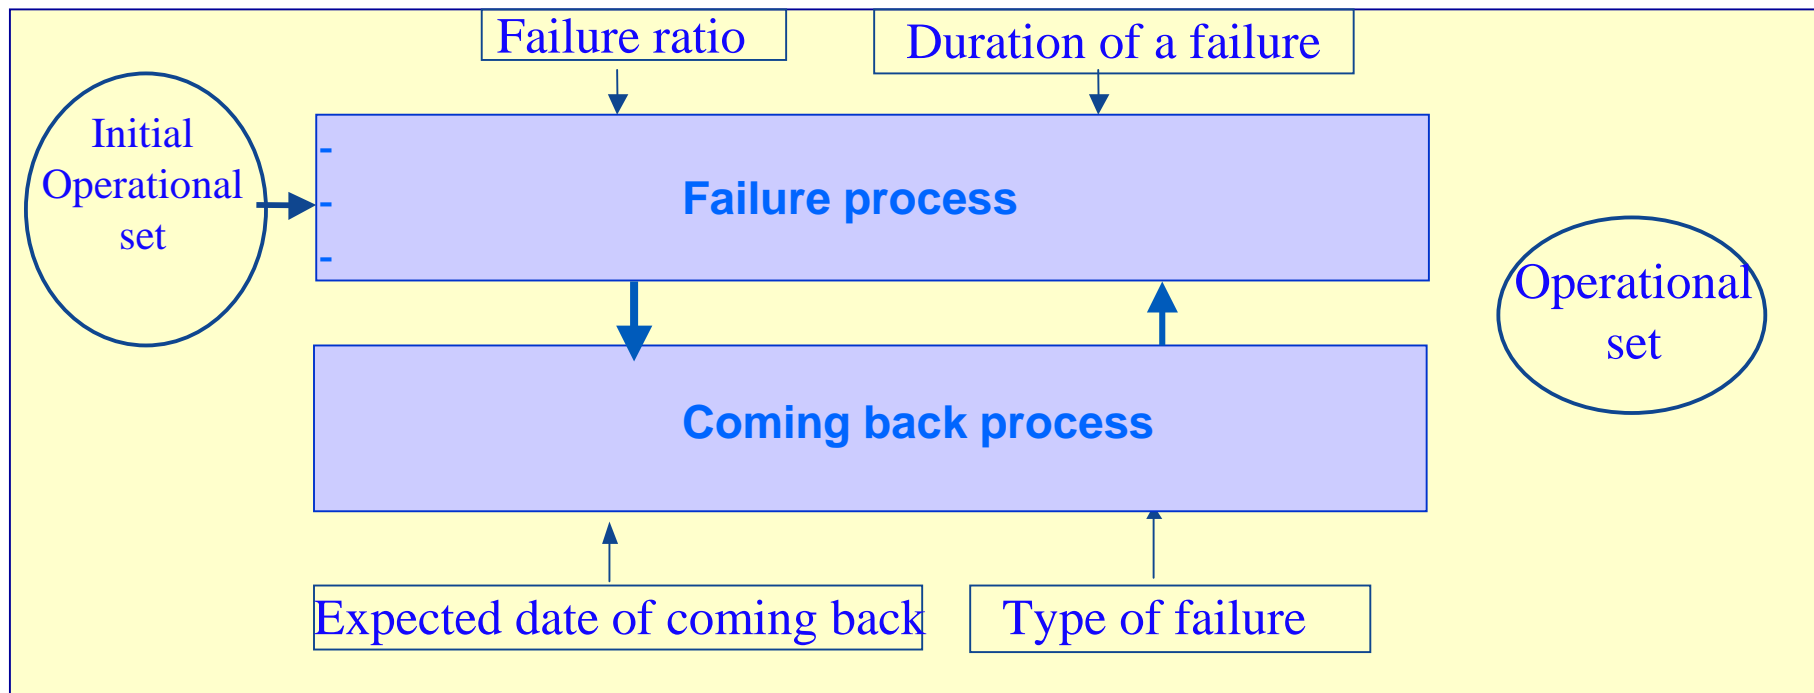 Failure ratio
Duration of a failure
Initial
Operational
set
-
-
-
Failure process
Operational
set
Coming back process
Expected date of coming back
Type of failure